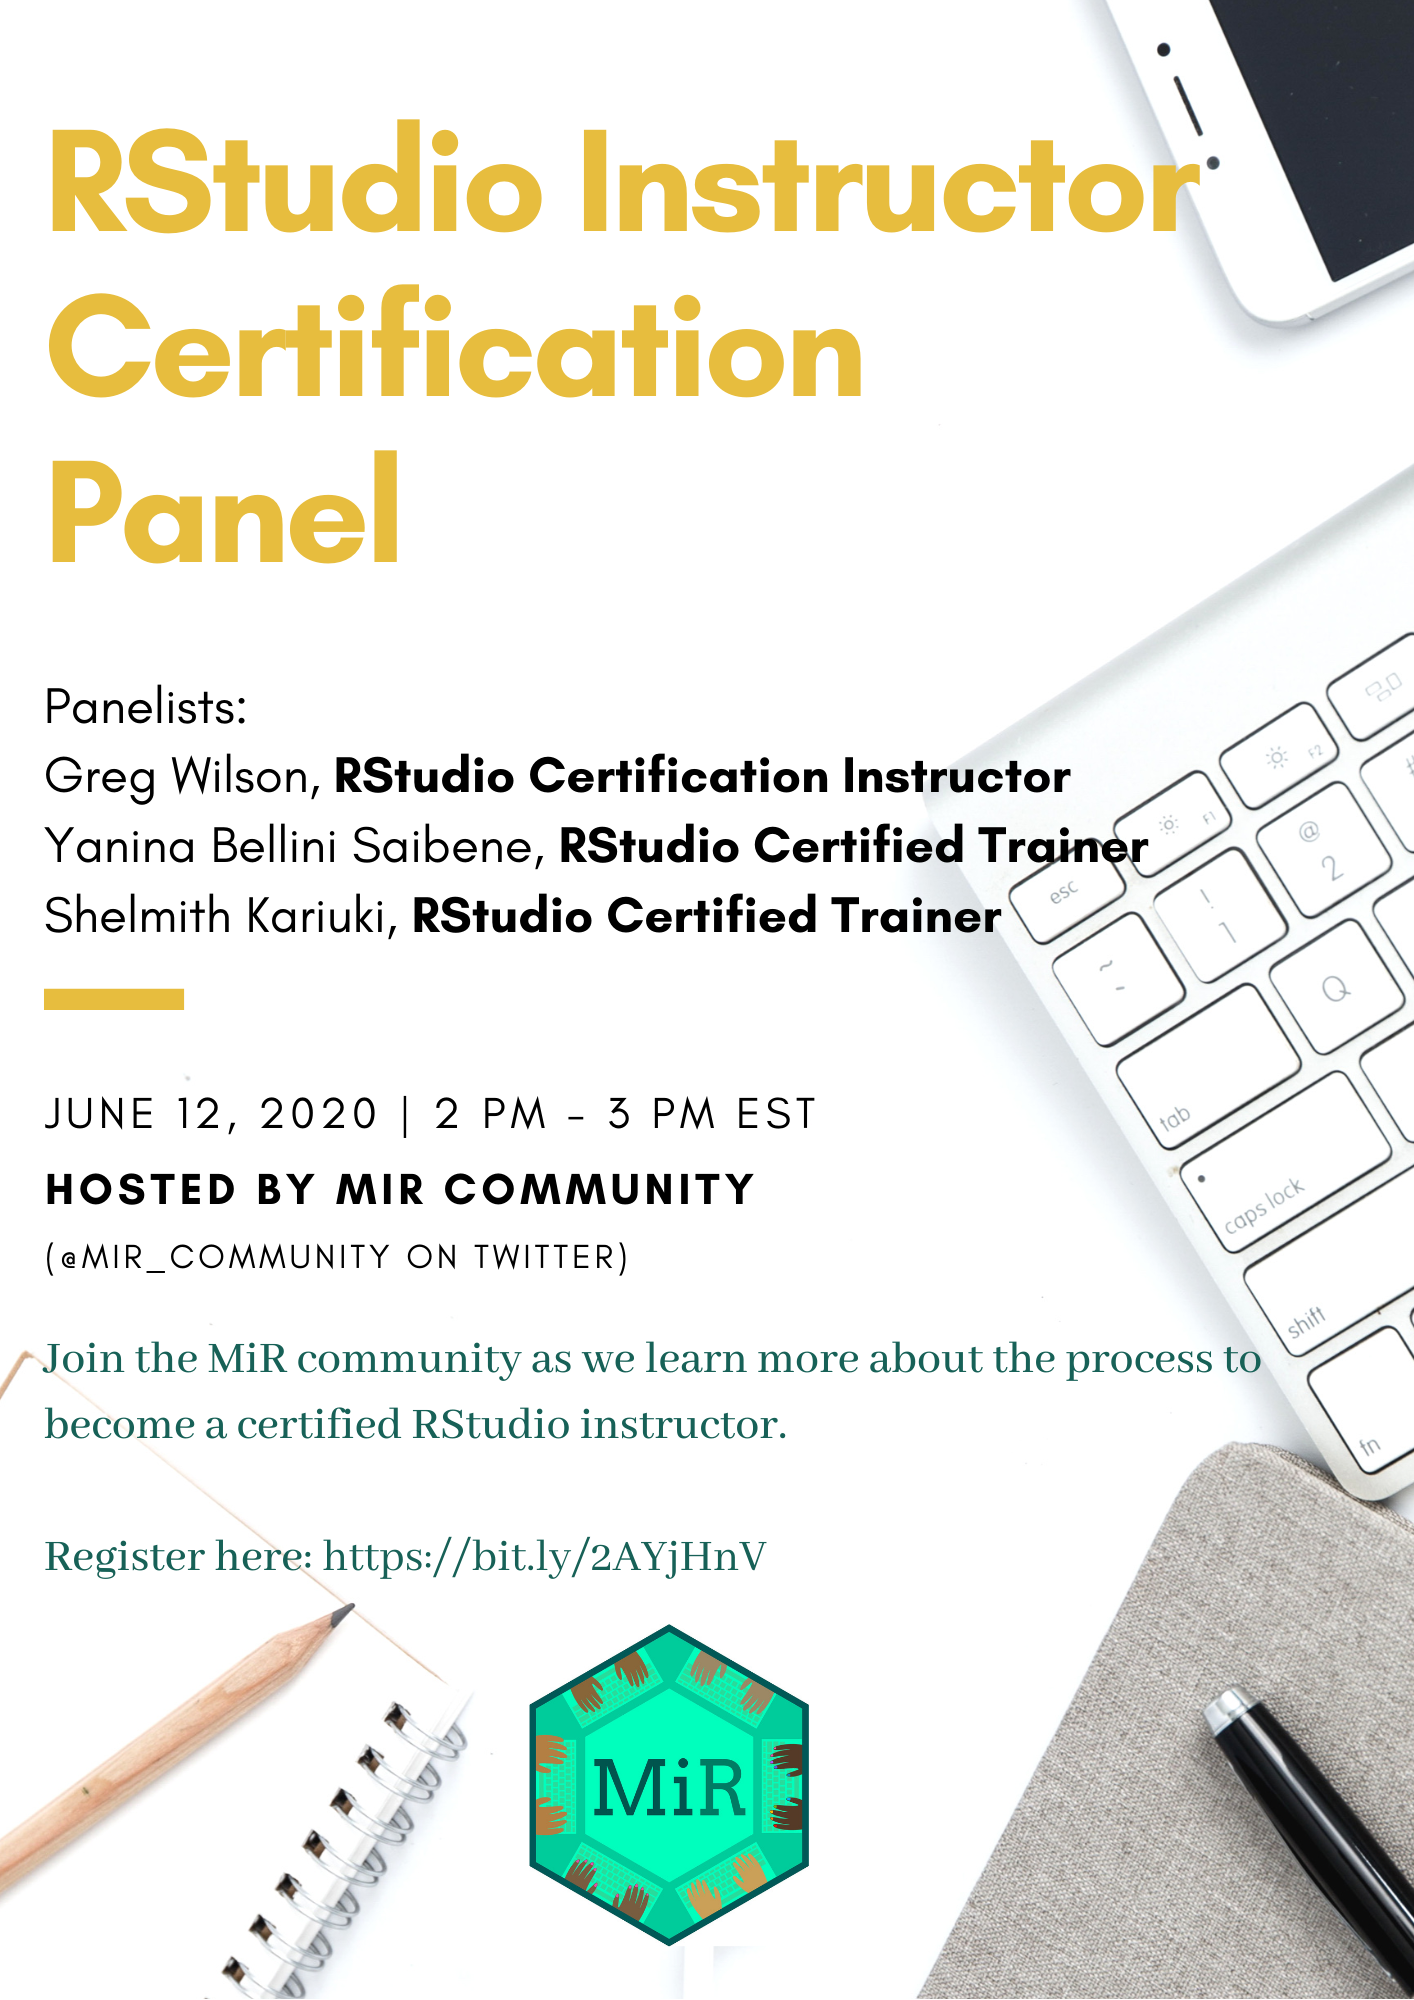 RStudio Instructor
Certification
Panel
Panelists:
Greg Wilson, RStudio Certification Instructor
Yanina Bellini Saibene, RStudio Certified Trainer
Shelmith Kariuki, RStudio Certified Trainer
JUNE 12, 2020 | 2 PM - 3 PM EST
HOSTED BY MIR COMMUNITY
(@MIR_COMMUNITY ON TWITTER)
Join the MiR community as we learn more about the process to
become a certified RStudio instructor.
Register here: https://bit.ly/2AYjHnV
MiR
esc
F1
F2
~
-
!
1
@
2
#
tab
Q
caps lock
shift
fn